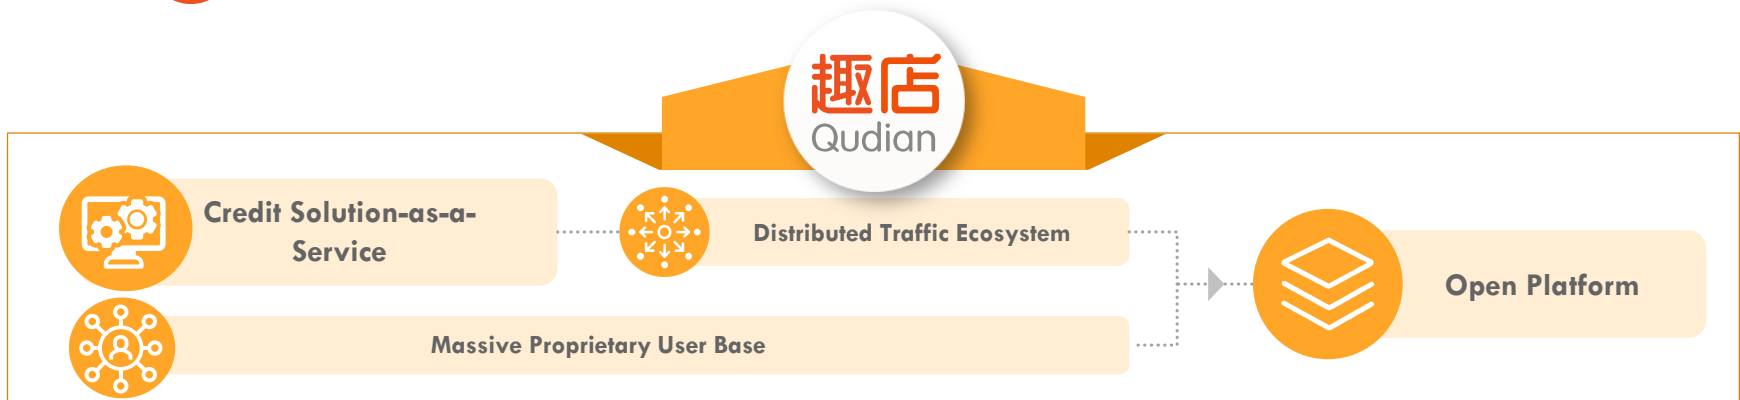 趣店
Qudian
Credit Solution-as-a-
Service
Distributed Traffic Ecosystem
Open Platform
Massive Proprietary User Base